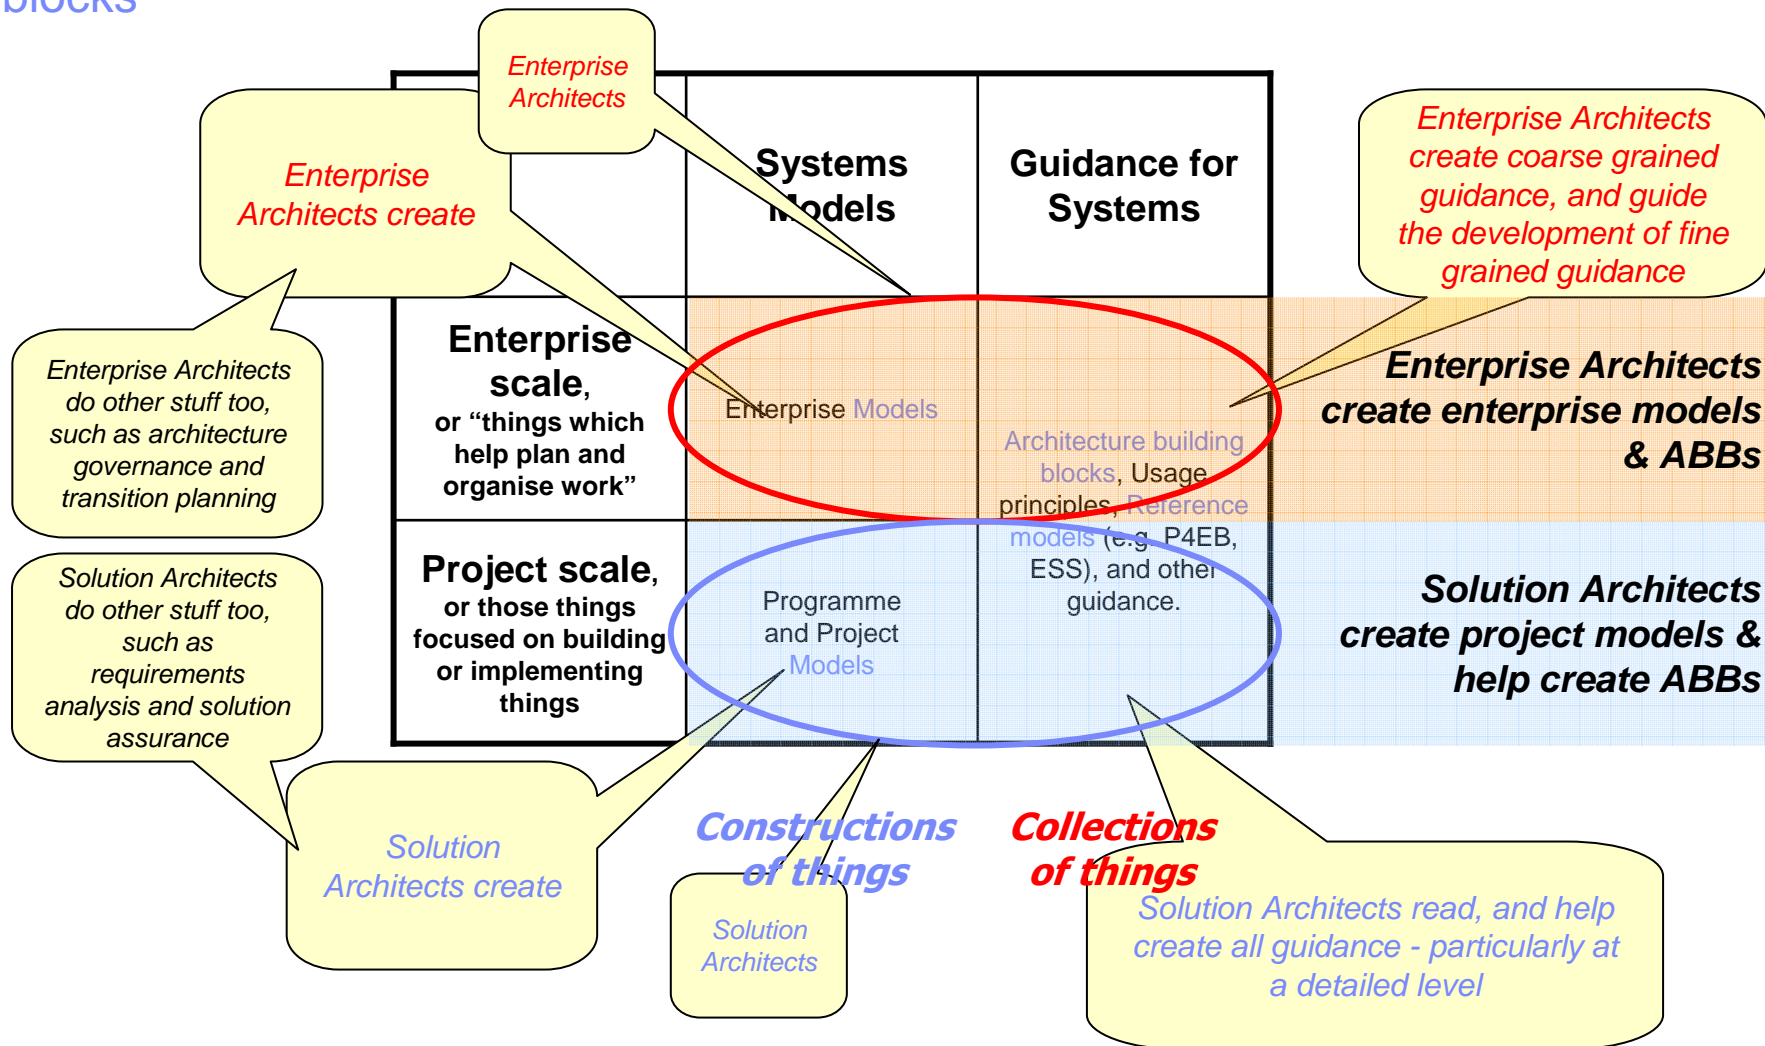 blocks
Enterprise
Architects
Enterprise
Architects create
Systems
Models
Guidance for
Systems
Enterprise Architects
create coarse grained
guidance, and guide
the development of fine
grained guidance
Enterprise Architects
do other stuff too,
such as architecture
governance and
transition planning
Enterprise
scale,
or “things which
help plan and
organise work”
Enterprise Models
Architecture building
blocks, Usage
principles, Reference
models (e.g. P4EB,
ESS), and other
guidance.
Enterprise Architects
create enterprise models
& ABBs
Solution Architects
do other stuff too,
such as
requirements
analysis and solution
assurance
Project scale,
or those things
focused on building
or implementing
things
Programme
and Project
Models
Solution Architects
create project models &
help create ABBs
Solution
Architects create
Constructions
of things
Collections
of things
Solution
Architects
Solution Architects read, and help
create all guidance - particularly at
a detailed level